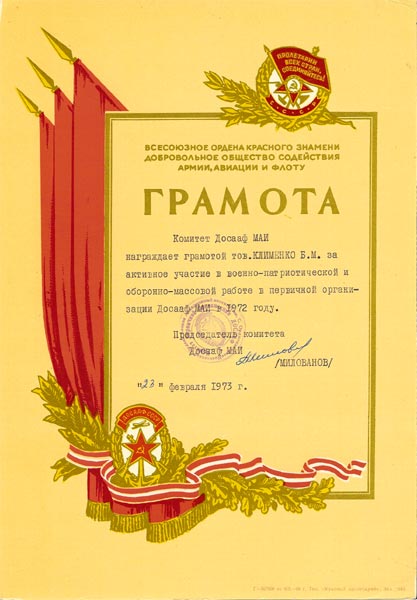 ПРОЛЕТАРИИ
ВСЕХ СТРАН,
СОЕДИНЯЙТЕСЬ!
С С С Р
ВСЕСОЮЗНОЕ ОРДЕНА КРАСНОГО ЗНАМЕНИ
ДОБРОВОЛЬНОЕ ОБЩЕСТВО СОДЕЙСТВИЯ
АРМИИ, АВИАЦИИ И ФЛОТУ
ГРАМОТА
Комитет Досааф МАИ
награждает грамотой тов.КЛИМЕНКО Б.М. за
активное участие в военно-патриотической и
оборонно-массовой работе в первичной органи-
зации Досааф МАИ в 1972 году.
Председатель комитета
Досааф МАИ
/МИЛОВАНОВ/
"23" февраля 1973 г.
ДОСААФ СССР